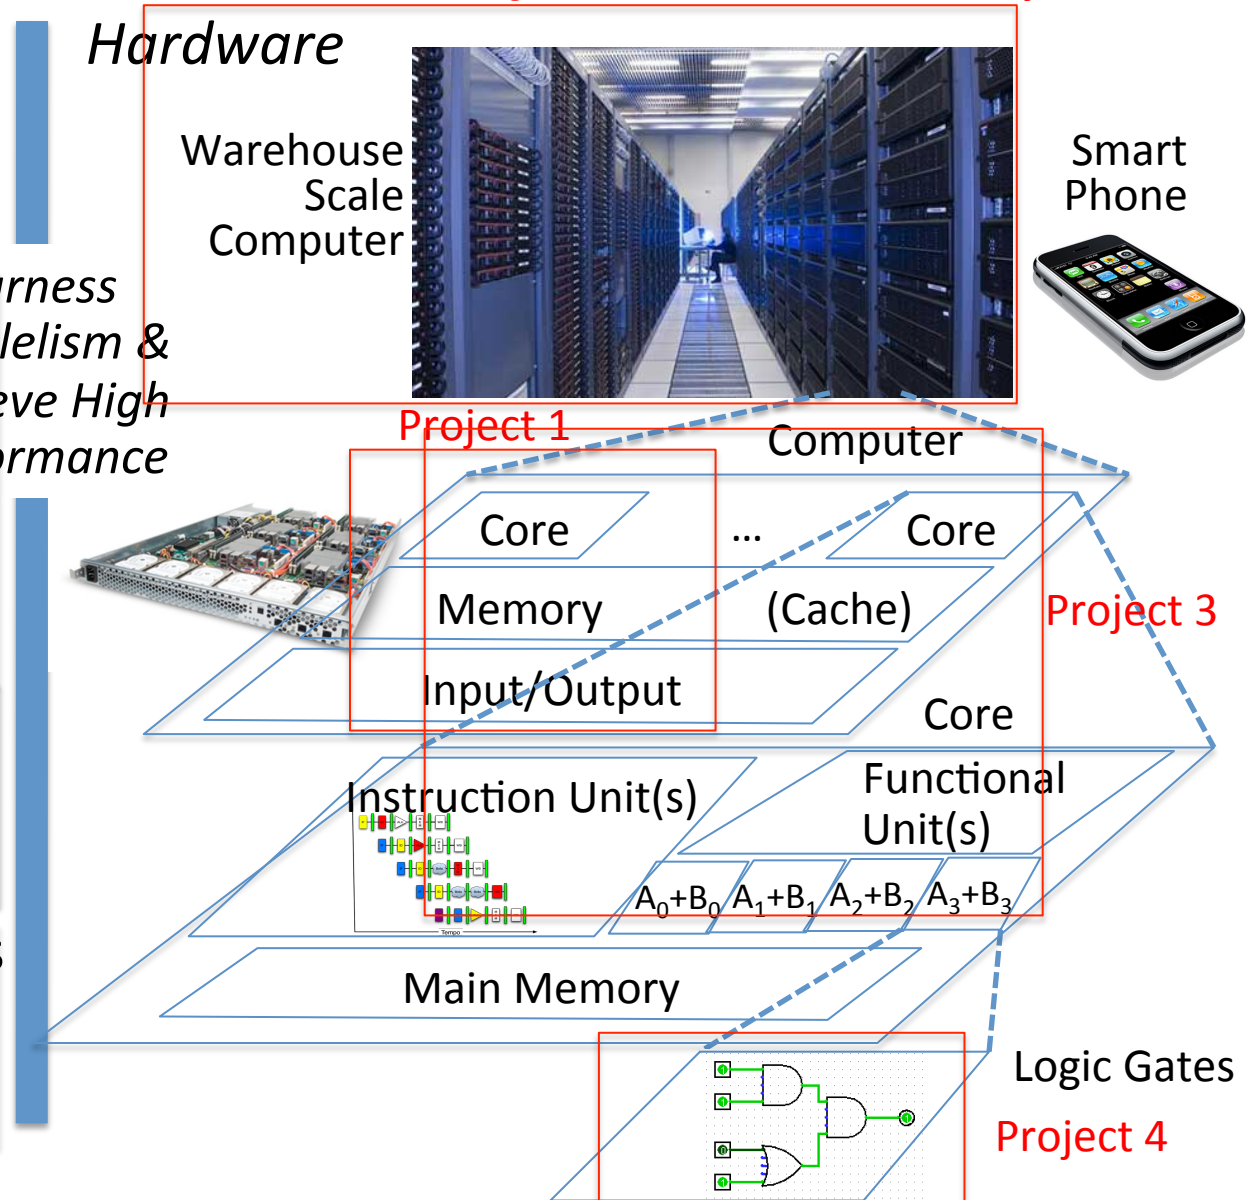 Hardware
Warehouse
Scale
Computer
Smart
Phone
rness
lelism &
eve High
ormance
Project 1
Computer
Core
...
Core
Memory
(Cache)
Project 3
Input/Output
Core
Instruction Unit(s)
Functional
Unit(s)
A0+B0 A1+B1 A2+B2 A3+B3
Tempo
Main Memory
Logic Gates
Project 4